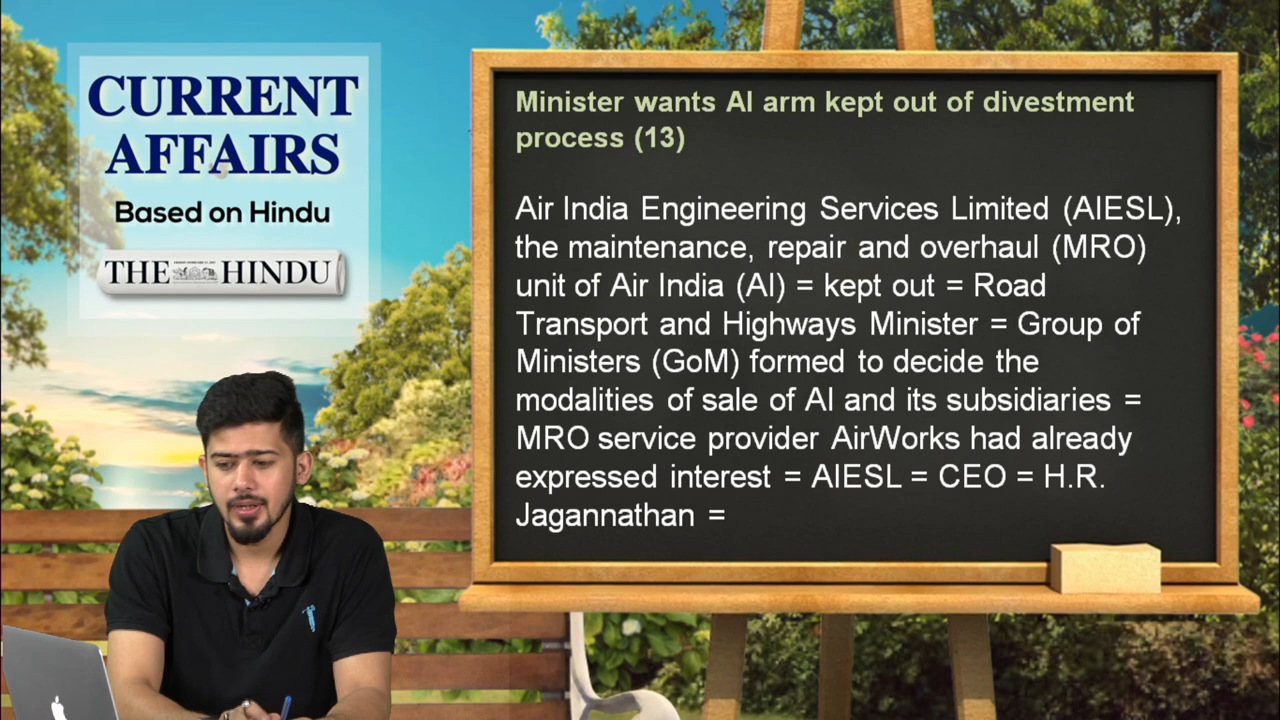 CURRENT
AFFAIRS
Based on Hindu
THE HINDU
Minister wants AI arm kept out of divestment
process (13)
Air India Engineering Services Limited (AIESL),
the maintenance, repair and overhaul (MRO)
unit of Air India (AI) = kept out = Road
Transport and Highways Minister = Group of
Ministers (GoM) formed to decide the
modalities of sale of AI and its subsidiaries =
MRO service provider AirWorks had already
expressed interest = AIESL = CEO = H.R.
Jagannathan =